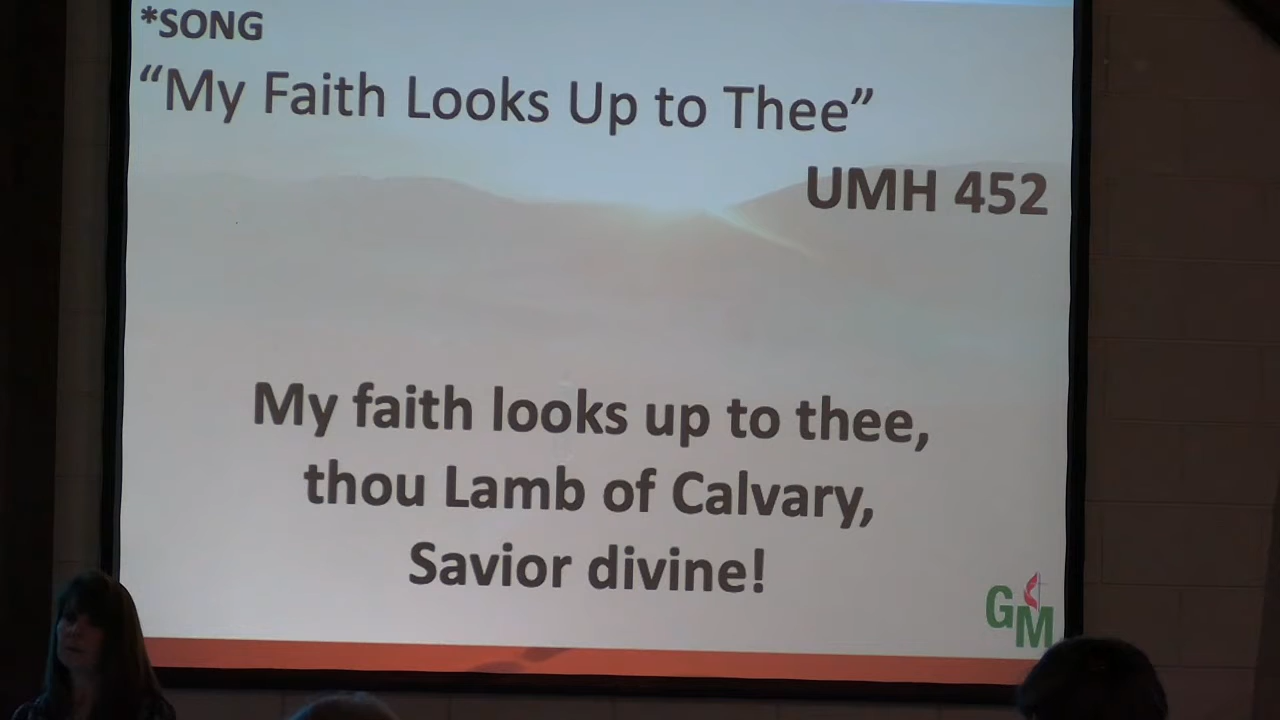 *SONG
“My Faith Looks Up to Thee”
UMH 452
My faith looks up to thee,
thou Lamb of Calvary,
Savior divine!
GM